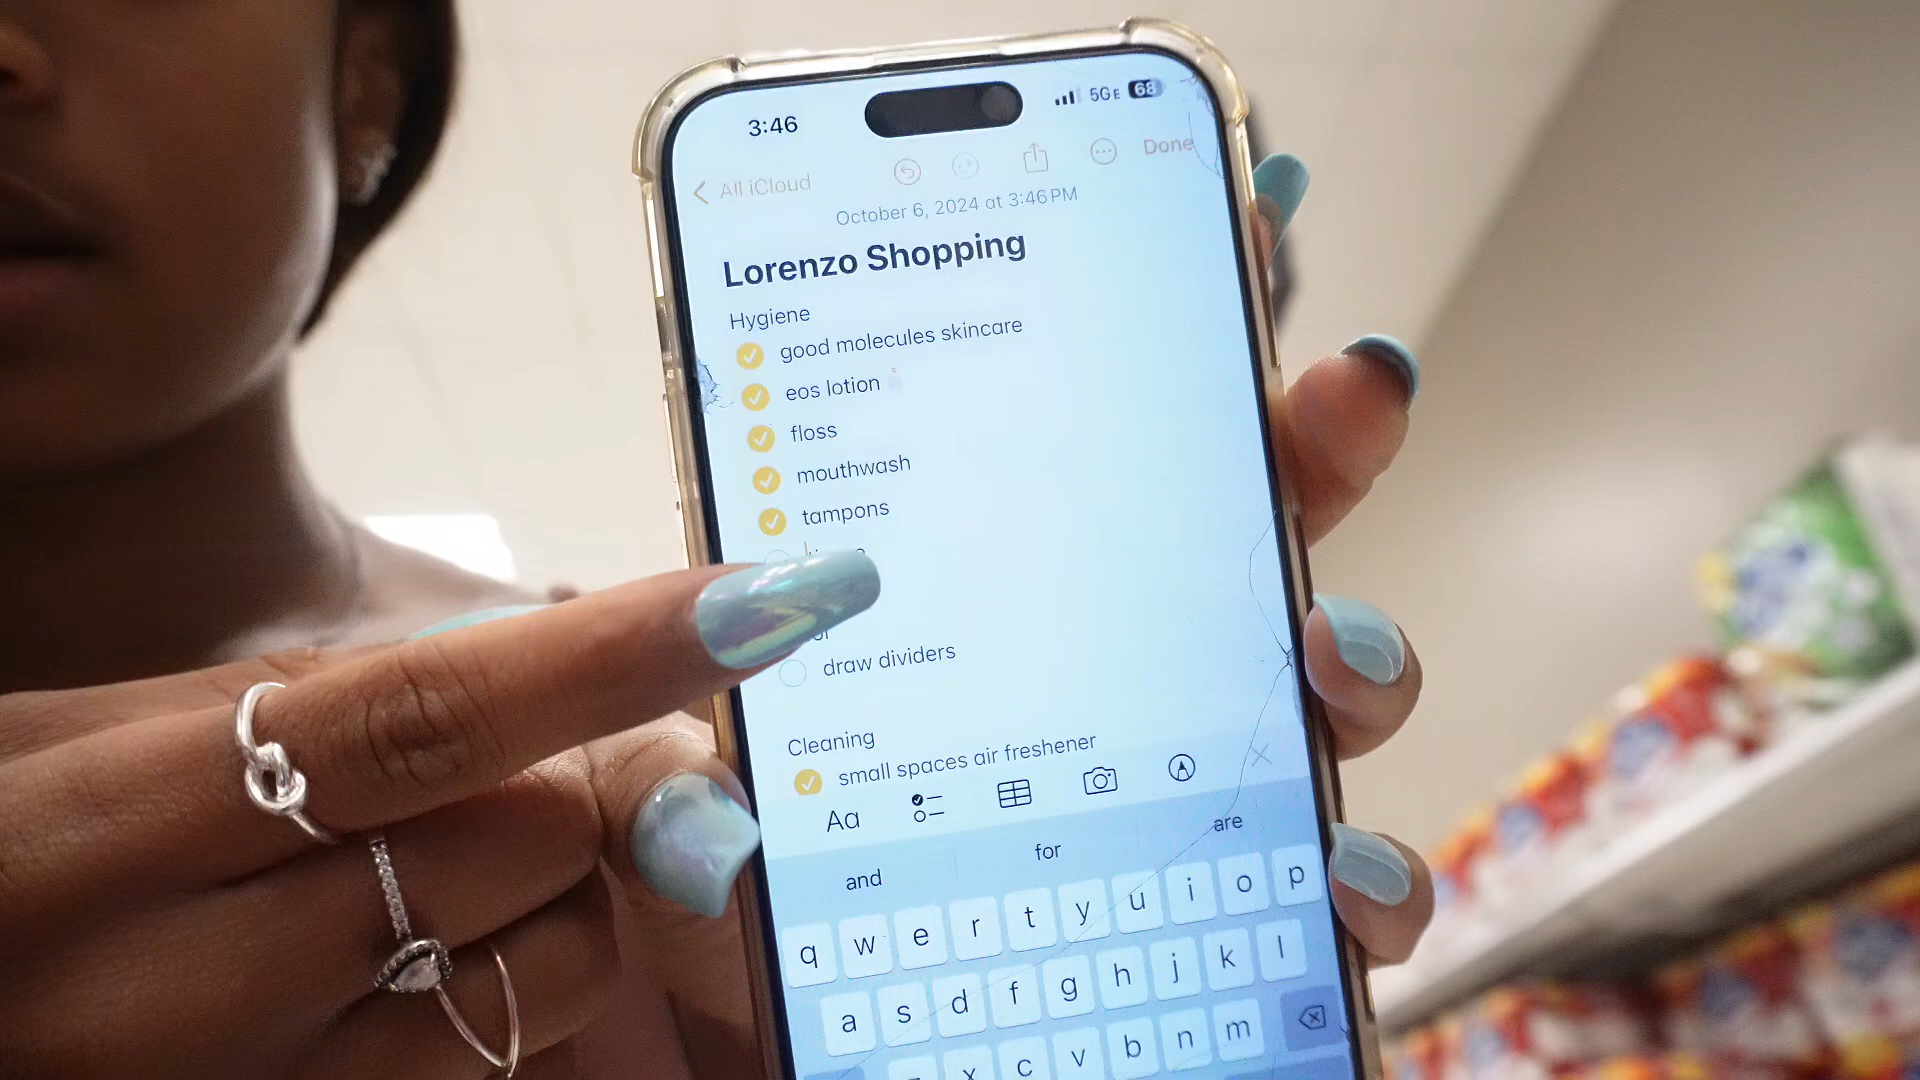 3:46
5GE 68
All iCloud
Done
October 6, 2024 at 3:46 PM
Lorenzo Shopping
Hygiene
good molecules skincare
eos lotion
floss
mouthwash
tampons
draw dividers
Cleaning
small spaces air freshener
Aa
and
for
are
q w e r t y u i o p
a s d f g h j k l
x c v b n m